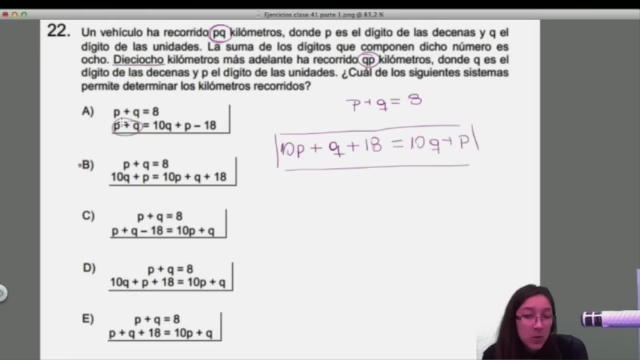 Ejercicios clase 41 parte 1.png @ 83,2 %
22. Un vehículo ha recorrido pq kilómetros, donde p es el dígito de las decenas y q el
dígito de las unidades. La suma de los dígitos que componen dicho número es
ocho. Dieciocho kilómetros más adelante ha recorrido qp kilómetros, donde q es el
dígito de las decenas y p el dígito de las unidades. ¿Cuál de los siguientes sistemas
permite determinar los kilómetros recorridos?
p+q = 8
A) p + q = 8
p + q = 10q + p – 18
10p + q + 18 = 10q + p
B) p + q = 8
10q + p = 10p + q + 18
C) p + q = 8
p + q – 18 = 10p + q
D) p + q = 8
10q + p + 18 = 10p + q
E) p + q = 8
p + q + 18 = 10p + q